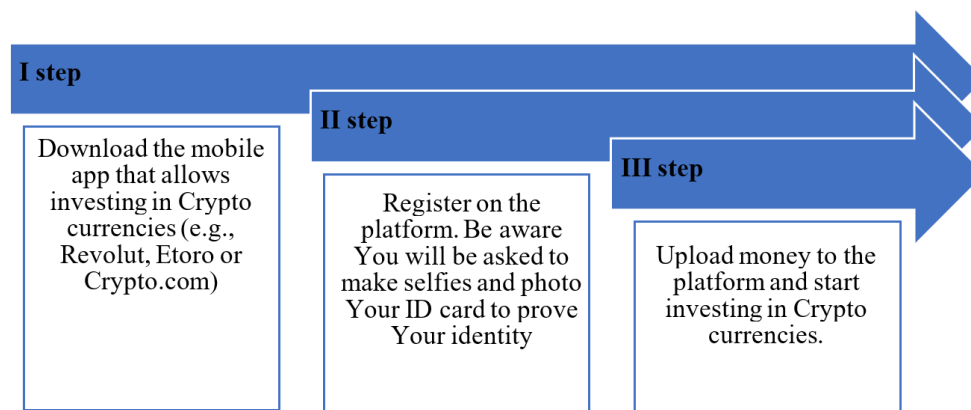 I step
Download the mobile
app that allows
investing in Crypto
currencies (e.g.,
Revolut, Etoro or
Crypto.com)
II step
Register on the
platform. Be aware
You will be asked to
make selfies and photo
Your ID card to prove
Your identity
III step
Upload money to the
platform and start
investing in Crypto
currencies.